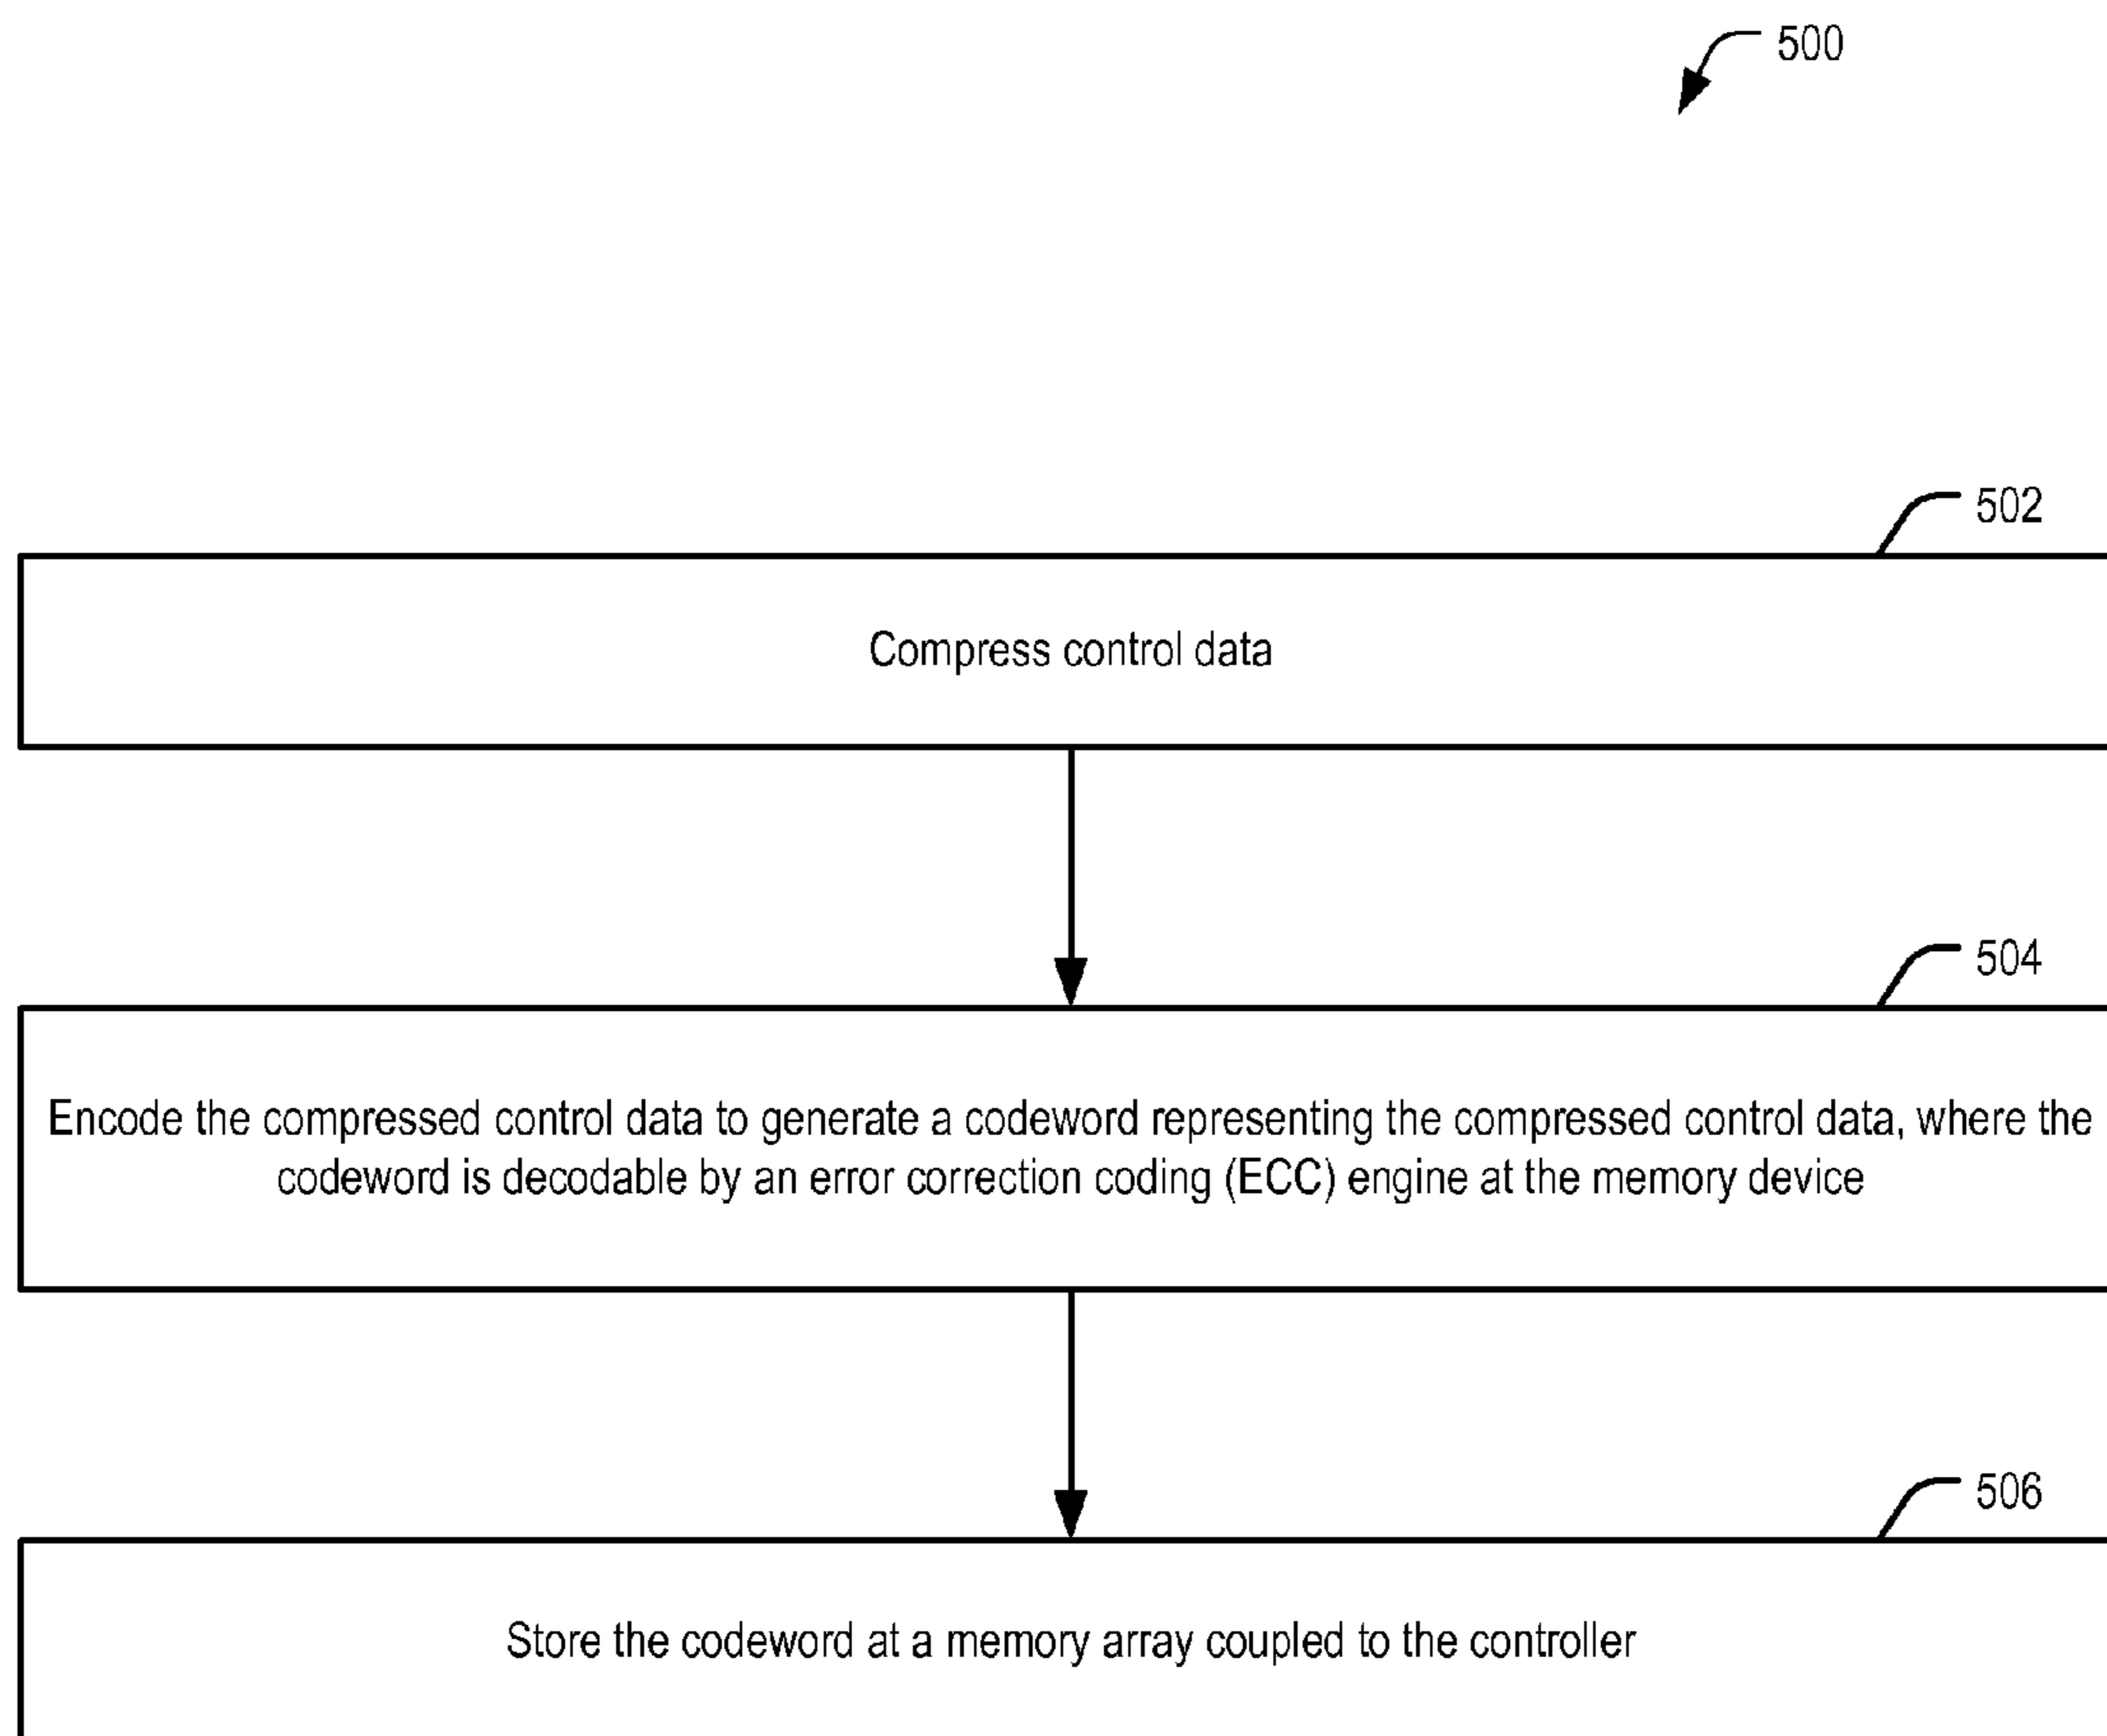 500
502
Compress control data
504
Encode the compressed control data to generate a codeword representing the compressed control data, where the
codeword is decodable by an error correction coding (ECC) engine at the memory device
506
Store the codeword at a memory array coupled to the controller